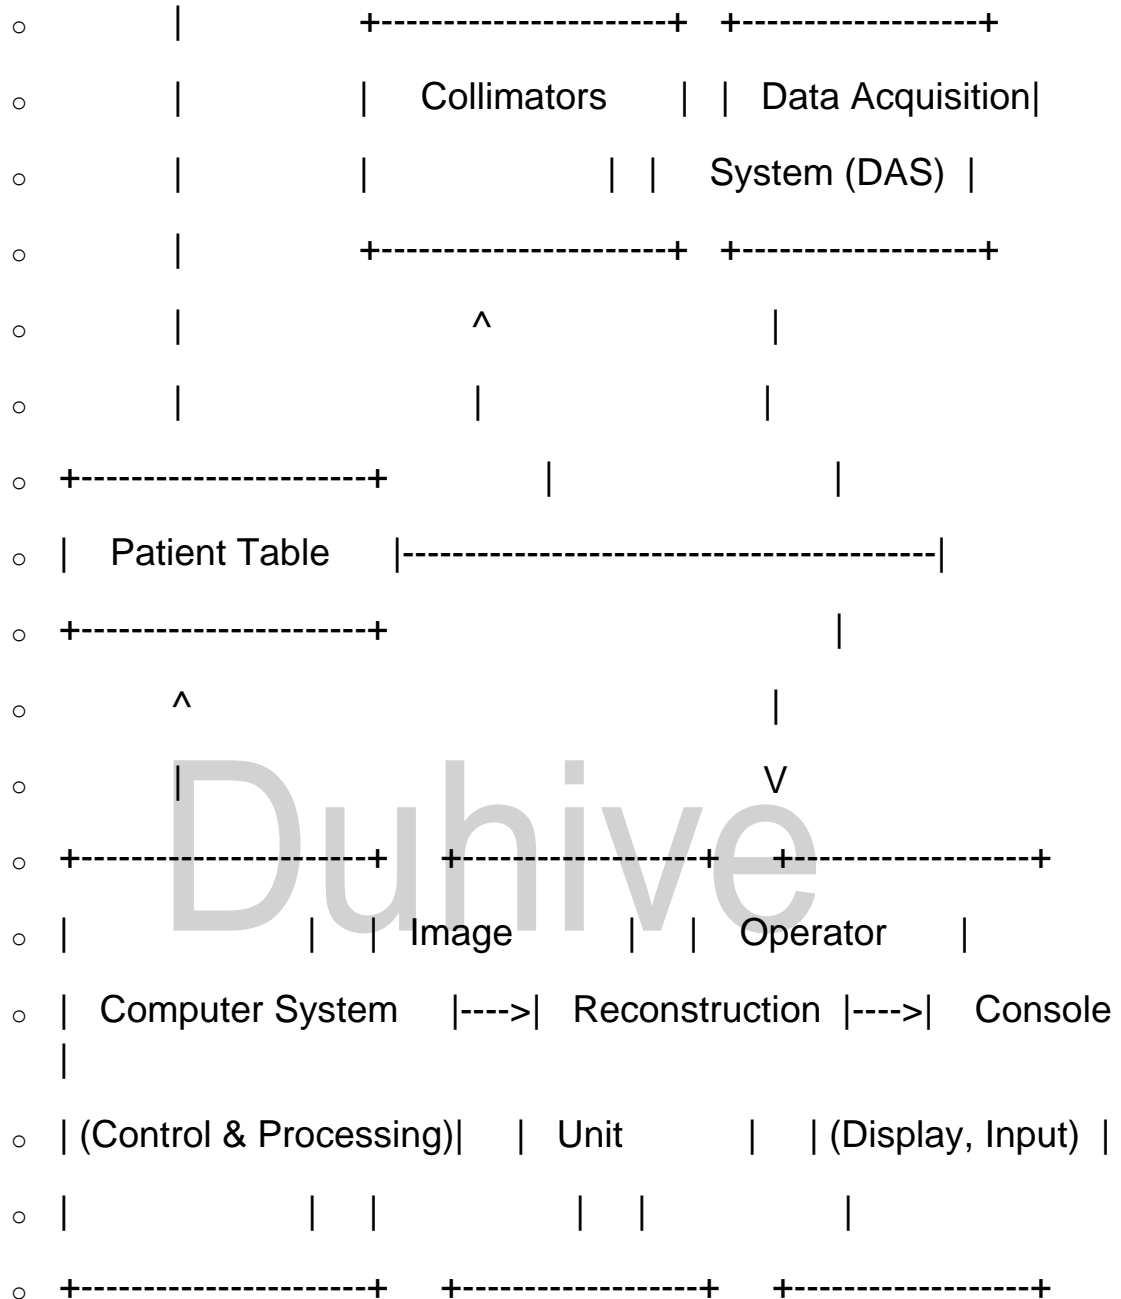 ○ | +-----------------------+ +-------------------+
○ | | Collimators | | Data Acquisition|
○ | | | | System (DAS) |
○ | +-----------------------+ +-------------------+
○ | ^ |
○ | | |
○ +-----------------------+ | |
○ | Patient Table |-------------------------------------------|
○ +-----------------------+ |
○ ^ |
○ | V
Duhive
○ +------------------------+ +--------------------+ +--------------------+
○ | | | Image | | Operator |
○ | Computer System |---->| Reconstruction |---->| Console
|
○ | (Control & Processing)| | Unit | | (Display, Input) |
○ | | | | | |
○ +------------------------+ +--------------------+ +--------------------+